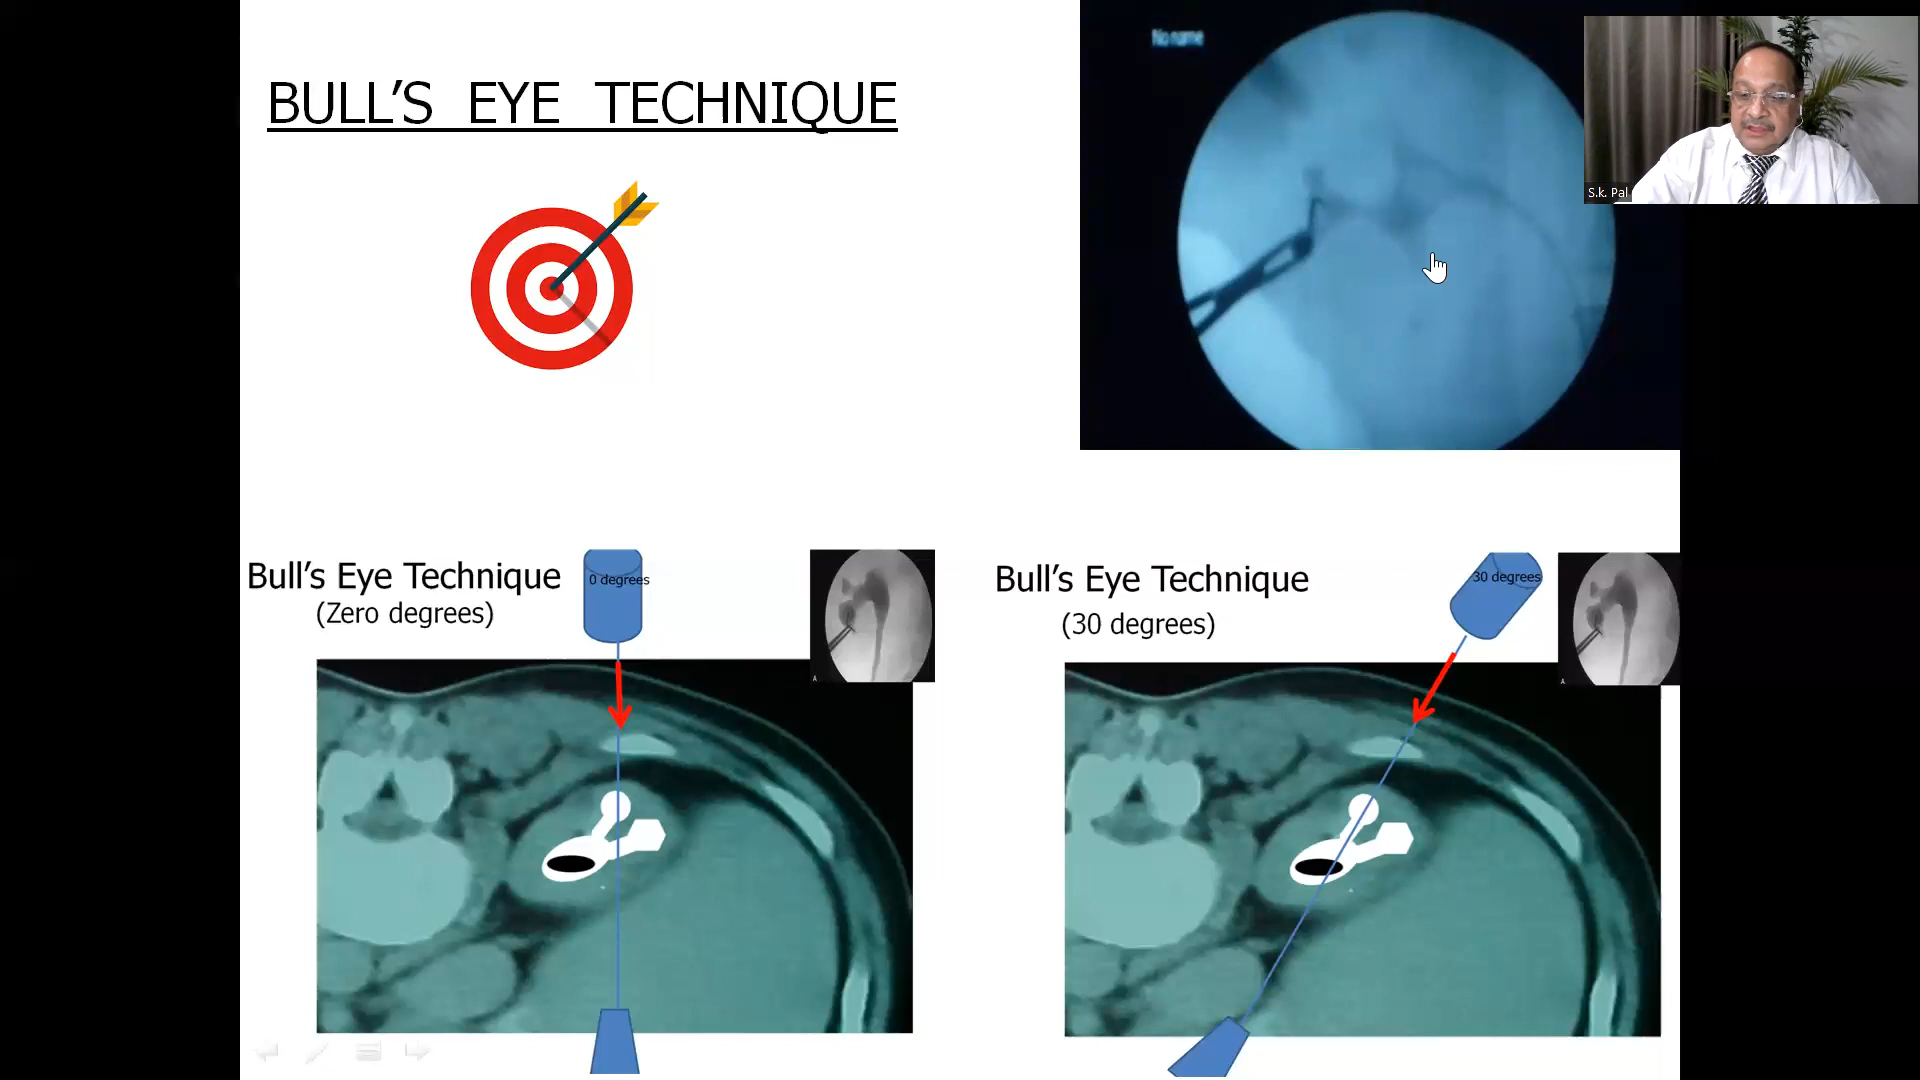 BULL'S EYE TECHNIQUE
No name
S.k. Pal
Bull's Eye Technique
(Zero degrees)
0 degrees
A
Bull's Eye Technique
(30 degrees)
30 degrees
A